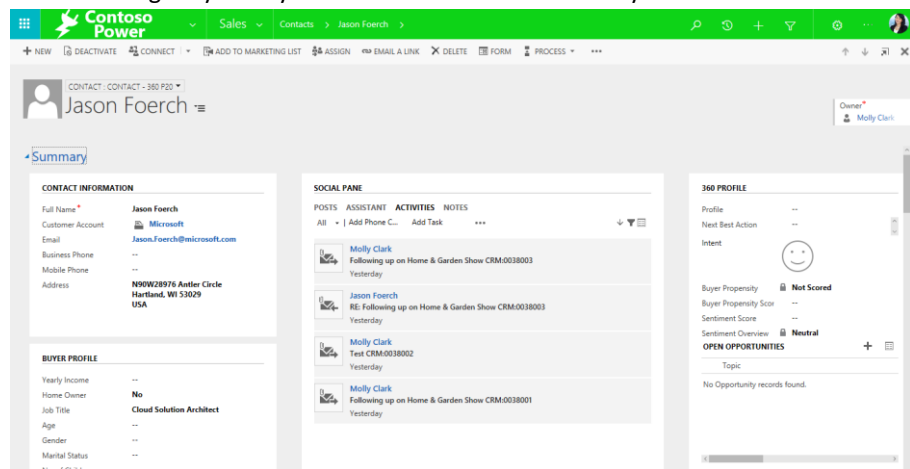 Contoso Power Sales Contacts > Jason Foerch >
+ NEW DEACTIVATE CONNECT ADD TO MARKETING LIST ASSIGN EMAIL A LINK DELETE FORM PROCESS •••
CONTACT : CONTACT - 360 P20
Jason Foerch
Owner*
Molly Clark
Summary
CONTACT INFORMATION
Full Name* Jason Foerch
Customer Account Microsoft
Email Jason.Foerch@microsoft.com
Business Phone --
Mobile Phone --
Address N90W28976 Antler Circle
Hartland, WI 53029
USA
BUYER PROFILE
Yearly Income --
Home Owner No
Job Title Cloud Solution Architect
Age --
Gender --
Marital Status --
SOCIAL PANE
POSTS ASSISTANT ACTIVITIES NOTES
All | Add Phone C... Add Task •••
Molly Clark
Following up on Home & Garden Show CRM:0038003
Yesterday
Jason Foerch
RE: Following up on Home & Garden Show CRM:0038003
Yesterday
Molly Clark
Test CRM:0038002
Yesterday
Molly Clark
Following up on Home & Garden Show CRM:0038001
Yesterday
360 PROFILE
Profile --
Next Best Action --
Intent
Buyer Propensity Not Scored
Buyer Propensity Scor --
Sentiment Score --
Sentiment Overview Neutral
OPEN OPPORTUNITIES +
Topic
No Opportunity records found.